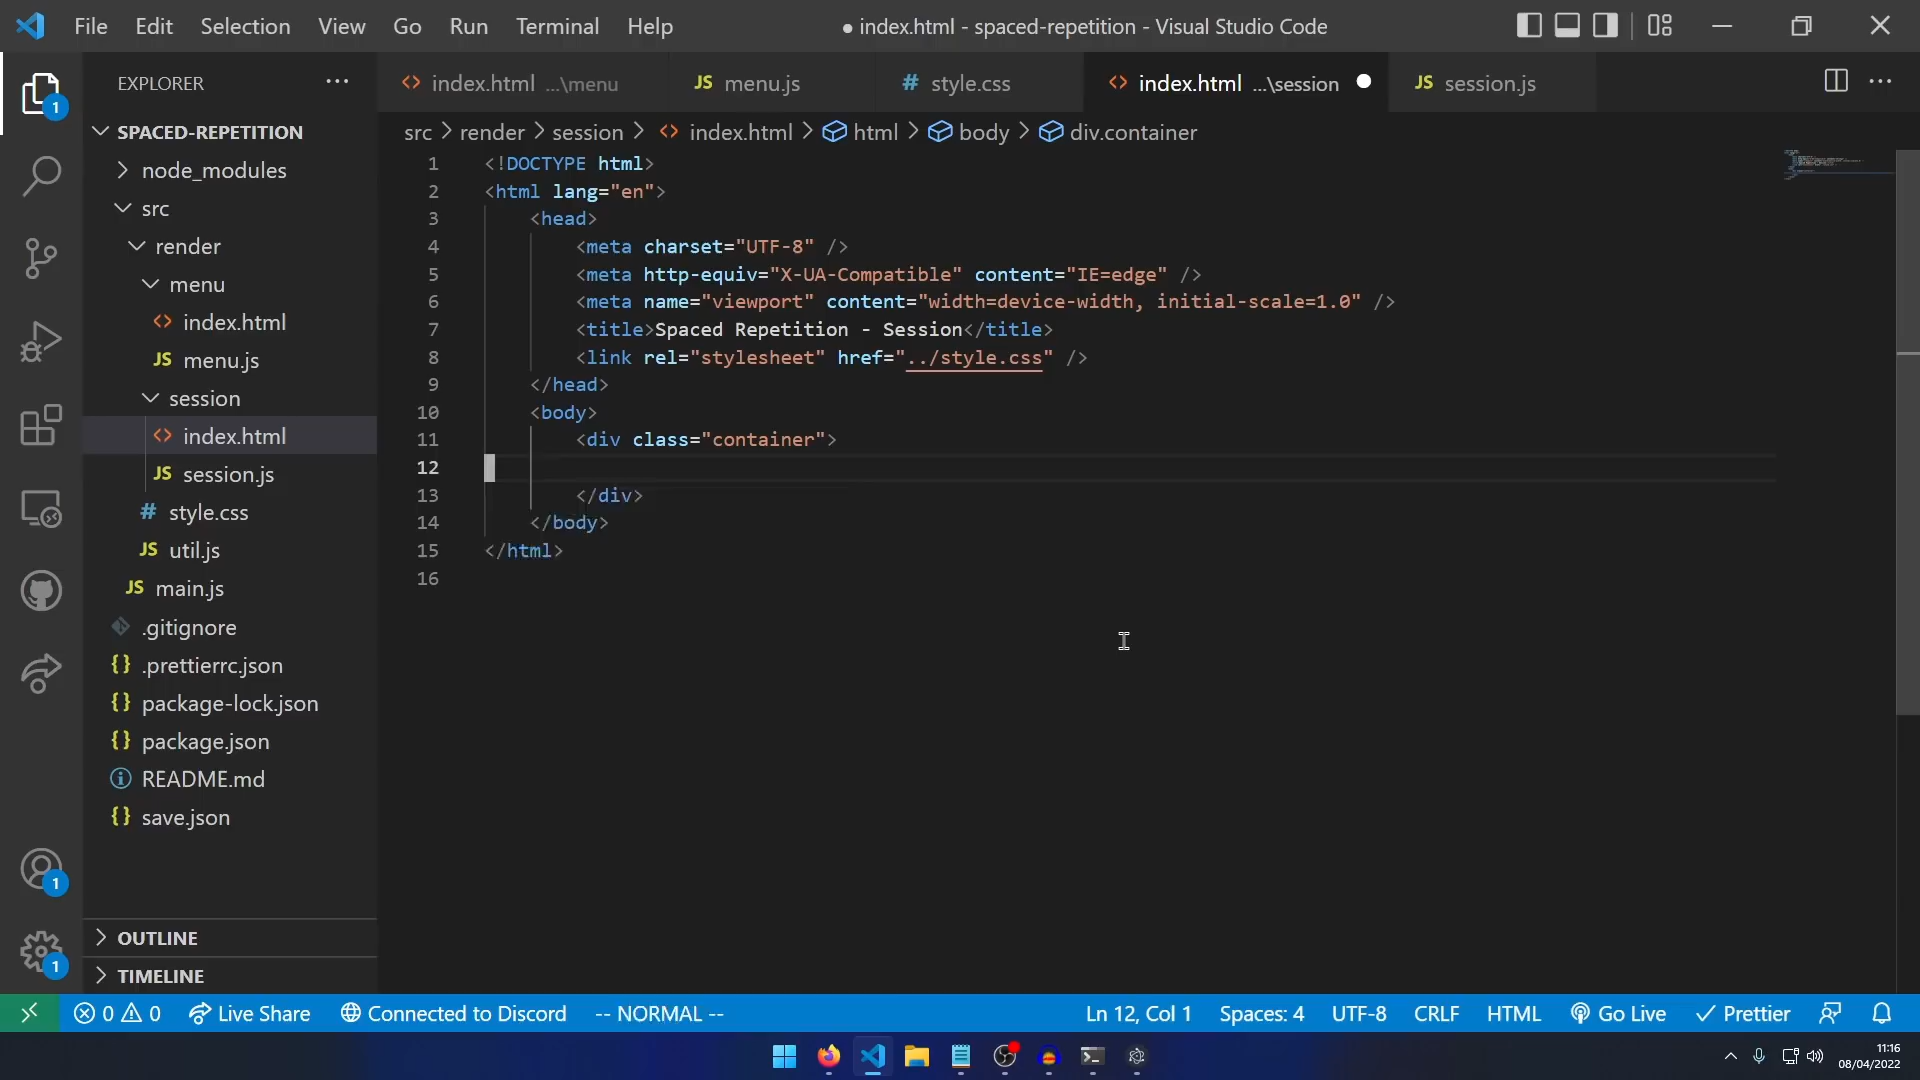 File Edit Selection View Go Run Terminal Help
● index.html - spaced-repetition - Visual Studio Code
EXPLORER
index.html ...\menu
JS menu.js
# style.css
index.html ...\session
JS session.js
SPACED-REPETITION
src > render > session > index.html > html > body > div.container
node_modules
src
render
menu
index.html
JS menu.js
session
index.html
JS session.js
# style.css
JS util.js
JS main.js
.gitignore
{} .prettierrc.json
{} package-lock.json
{} package.json
README.md
{} save.json
OUTLINE
TIMELINE
1 <!DOCTYPE html>
2 <html lang="en">
3 <head>
4 <meta charset="UTF-8" />
5 <meta http-equiv="X-UA-Compatible" content="IE=edge" />
6 <meta name="viewport" content="width=device-width, initial-scale=1.0" />
7 <title>Spaced Repetition - Session</title>
8 <link rel="stylesheet" href="../style.css" />
9 </head>
10 <body>
11 <div class="container">
12
13 </div>
14 </body>
15 </html>
16
1
1
1
0 0 Live Share Connected to Discord -- NORMAL --
Ln 12, Col 1 Spaces: 4 UTF-8 CRLF HTML Go Live Prettier
11:16
08/04/2022